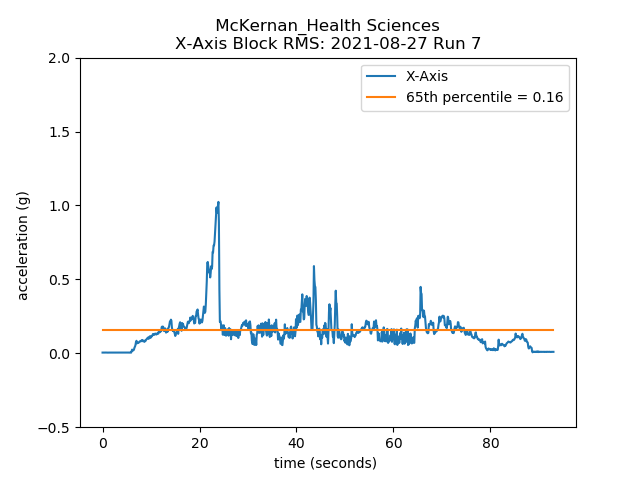 McKernan_Health Sciences
X-Axis Block RMS: 2021-08-27 Run 7
X-Axis
65th percentile = 0.16
2.0
1.5
1.0
0.5
0.0
−0.5
acceleration (g)
0 20 40 60 80
time (seconds)